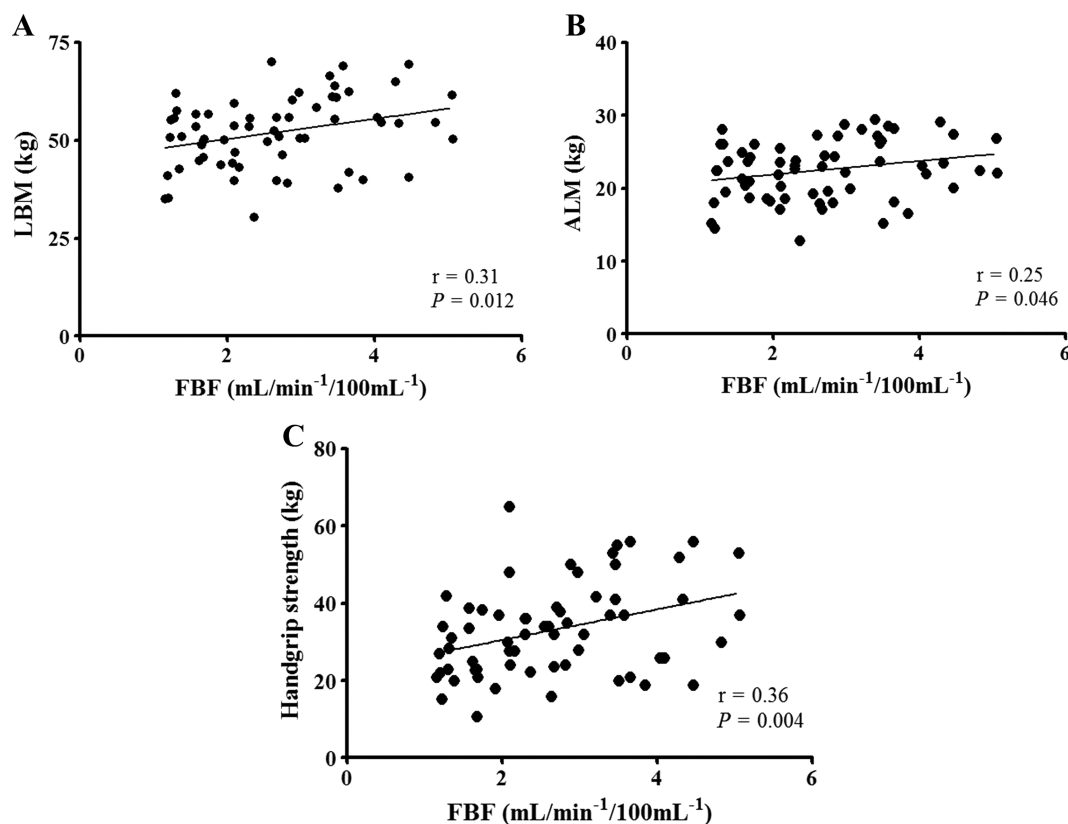 A
75
50
25
0
LBM (kg)
0 2 4 6
FBF (mL/min⁻¹/100mL⁻¹)
r = 0.31
P = 0.012
B
40
30
20
10
0
ALM (kg)
0 2 4 6
FBF (mL/min⁻¹/100mL⁻¹)
r = 0.25
P = 0.046
C
80
60
40
20
0
Handgrip strength (kg)
0 2 4 6
FBF (mL/min⁻¹/100mL⁻¹)
r = 0.36
P = 0.004